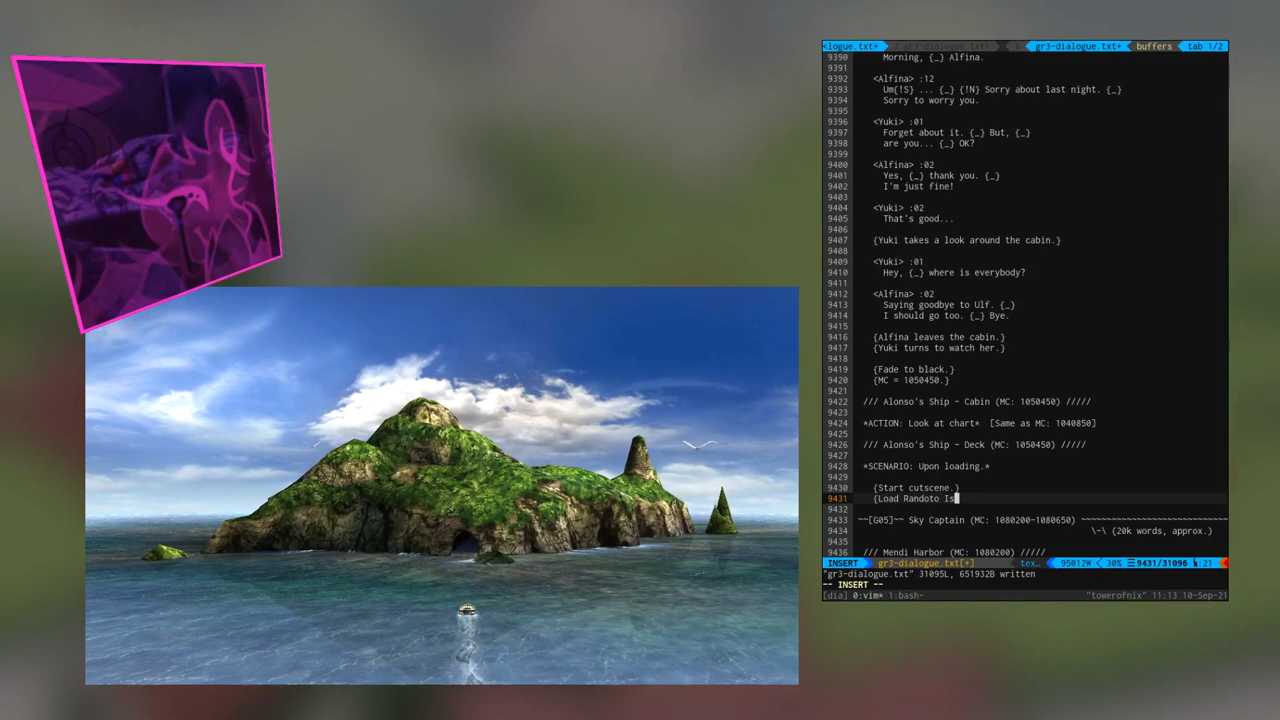 <logue.txt+ gr3-dialogue.txt+ gr3-dialogue.txt+ buffers tab 1/2
9390 Morning, {_} Alfina.
9391
9392 <Alfina> :12
9393 Um{!S} ... {_} {!N} Sorry about last night. {_}
9394 Sorry to worry you.
9395
9396 <Yuki> :01
9397 Forget about it. {_} But, {_}
9398 are you... {_} OK?
9399
9400 <Alfina> :02
9401 Yes, {_} thank you. {_}
9402 I'm just fine!
9403
9404 <Yuki> :02
9405 That's good...
9406
9407 {Yuki takes a look around the cabin.}
9408
9409 <Yuki> :01
9410 Hey, {_} where is everybody?
9411
9412 <Alfina> :02
9413 Saying goodbye to Ulf. {_}
9414 I should go too. {_} Bye.
9415
9416 {Alfina leaves the cabin.}
9417 {Yuki turns to watch her.}
9418
9419 {Fade to black.}
9420 {MC = 1050450.}
9421
9422 /// Alonso's Ship - Cabin (MC: 1050450) /////
9423
9424 *ACTION: Look at chart* [Same as MC: 1040850]
9425
9426 /// Alonso's Ship - Deck (MC: 1050450) /////
9427
9428 *SCENARIO: Upon loading.*
9429
9430 {Start cutscene.}
9431 {Load Randoto Is
9432
9433 ~~[G05]~~ Sky Captain (MC: 1080200-1080650) ~~~~~~~~~~~~~~~~~~~~~~~~~~~
9434 \-\ (20k words, approx.)
9435
9436 /// Mendi Harbor (MC: 1080200) /////
INSERT gr3-dialogue.txt[+] tex… 95012W < 30% ☰9431/31096 :21
"gr3-dialogue.txt" 31095L, 651932B written
-- INSERT --
[dia] 0:vim* 1:bash- "towerofnix" 11:13 10-Sep-21